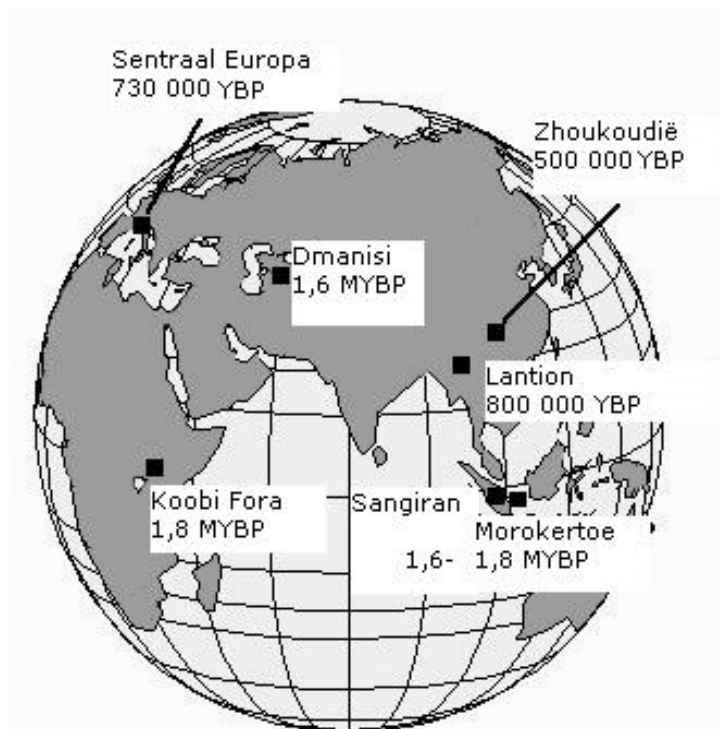 Sentraal Europa
730 000 YBP
Zhoukoudië
500 000 YBP
Dmanisi
1,6 MYBP
Lantion
800 000 YBP
Koobi Fora
1,8 MYBP
Sangiran
1,6-
Morokertoe
1,8 MYBP